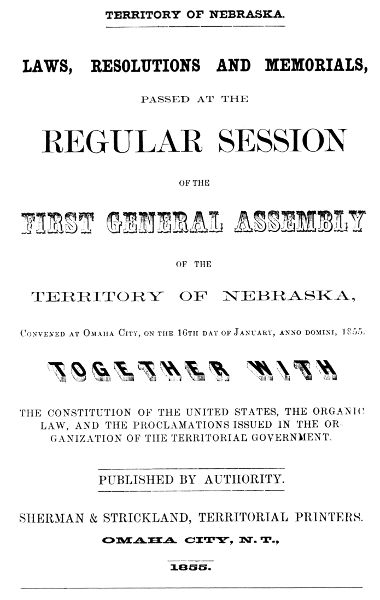 TERRITORY OF NEBRASKA.
LAWS, RESOLUTIONS AND MEMORIALS,
PASSED AT THE
REGULAR SESSION
OF THE
FIRST GENERAL ASSEMBLY
OF THE
TERRITORY OF NEBRASKA,
CONVENED AT OMAHA CITY, ON THE 16TH DAY OF JANUARY, ANNO DOMINI, 1855.
TOGETHER WITH
THE CONSTITUTION OF THE UNITED STATES, THE ORGANIC
LAW, AND THE PROCLAMATIONS ISSUED IN THE OR
GANIZATION OF THE TERRITORIAL GOVERNMENT.
PUBLISHED BY AUTHORITY.
SHERMAN & STRICKLAND, TERRITORIAL PRINTERS.
OMAHA CITY, N. T.,
1855.